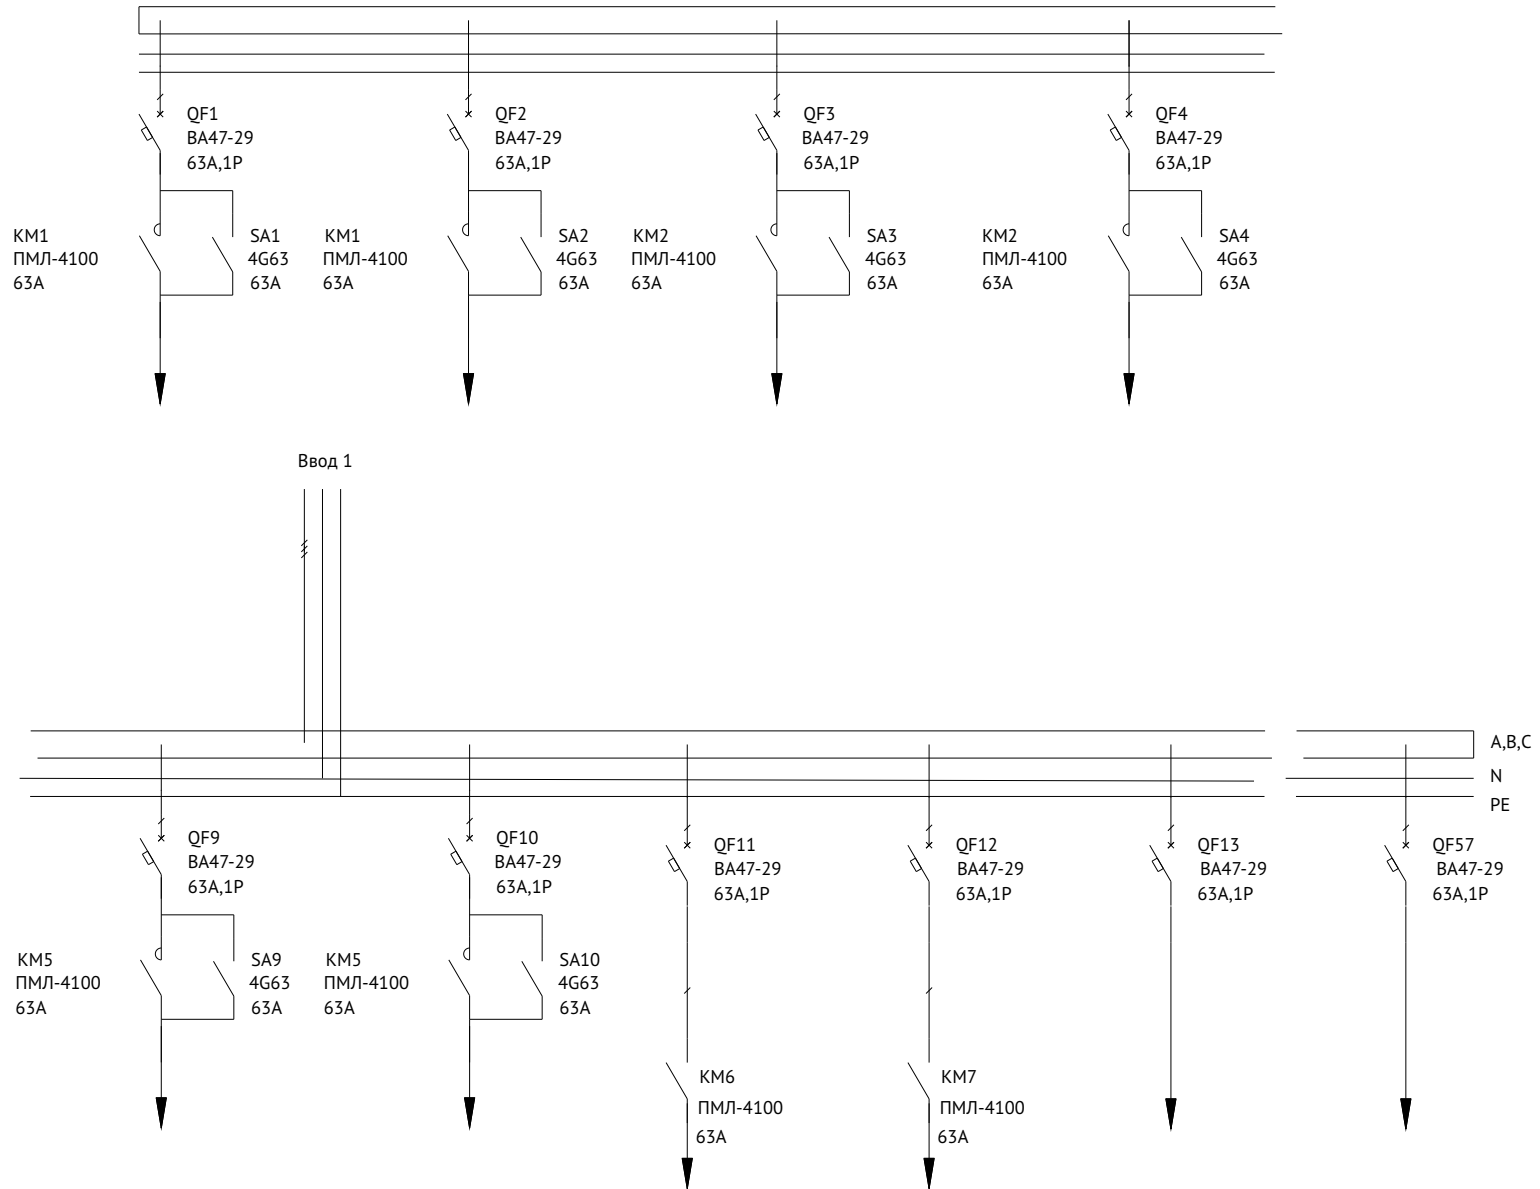 QF1
ВА47-29
63А,1Р
QF2
ВА47-29
63А,1Р
QF3
ВА47-29
63А,1Р
QF4
ВА47-29
63А,1Р
КМ1
ПМЛ-4100
63А
SA1
4G63
63А
КМ1
ПМЛ-4100
63А
SA2
4G63
63А
КМ2
ПМЛ-4100
63А
SA3
4G63
63А
КМ2
ПМЛ-4100
63А
SA4
4G63
63А
Ввод 1
A,B,C
N
PE
QF9
ВА47-29
63А,1Р
QF10
ВА47-29
63А,1Р
QF11
ВА47-29
63А,1Р
QF12
ВА47-29
63А,1Р
QF13
ВА47-29
63А,1Р
QF57
ВА47-29
63А,1Р
КМ5
ПМЛ-4100
63А
SA9
4G63
63А
КМ5
ПМЛ-4100
63А
SA10
4G63
63А
КМ6
ПМЛ-4100
63А
КМ7
ПМЛ-4100
63А